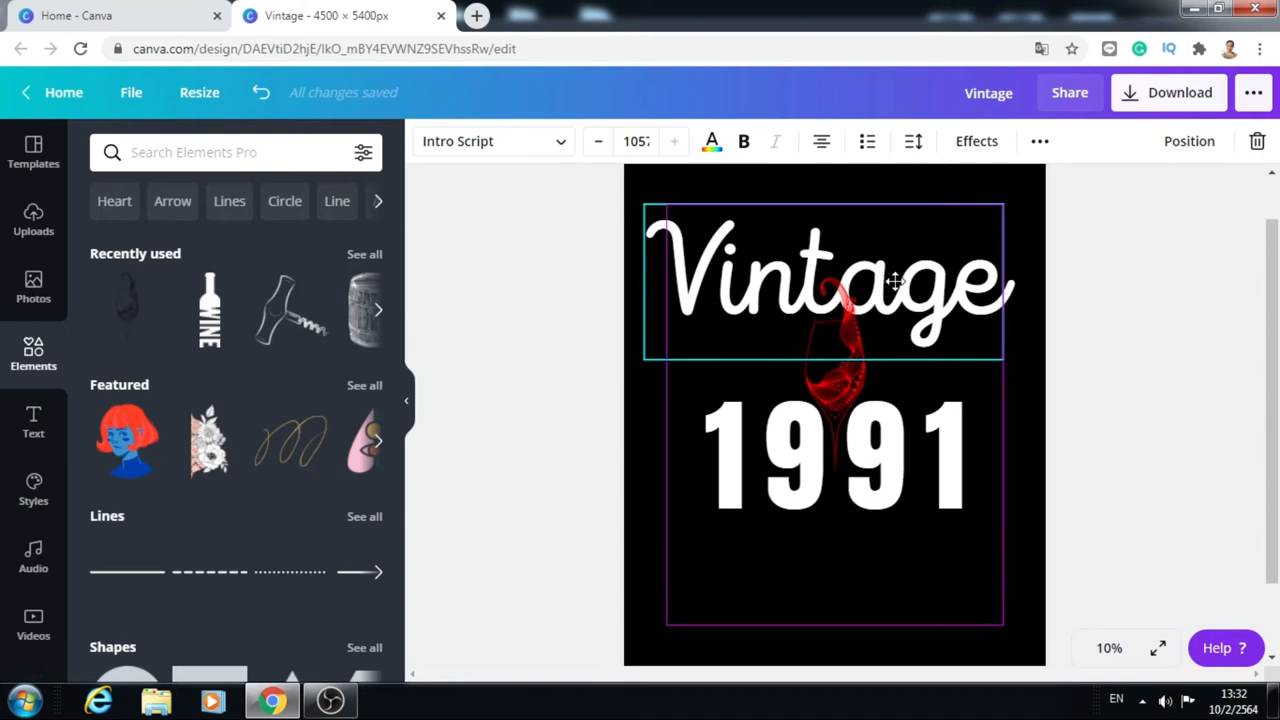 Home - Canva
Vintage - 4500 × 5400px
canva.com/design/DAEVtiD2hjE/lkO_mBY4EVWNZ9SEVhssRw/edit
Home
File
Resize
All changes saved
Vintage
Share
Download
Templates
Uploads
Photos
Elements
Text
Styles
Audio
Videos
Search Elements Pro
Heart
Arrow
Lines
Circle
Line
Recently used
See all
WINE
Featured
See all
Lines
See all
Shapes
See all
Intro Script
1057
B
I
Effects
Position
Vintage
1991
10%
Help ?
EN
13:32
10/2/2564